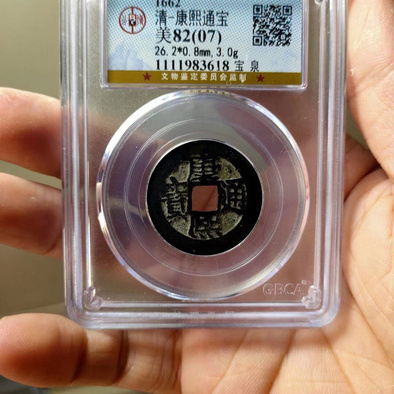 1662
清-康熙通宝
美82(07)
26.2*0.8mm,3.0g
1111983618 宝 泉
★ 文物鉴定委员会监制 ★
康熙通寶
GBCA